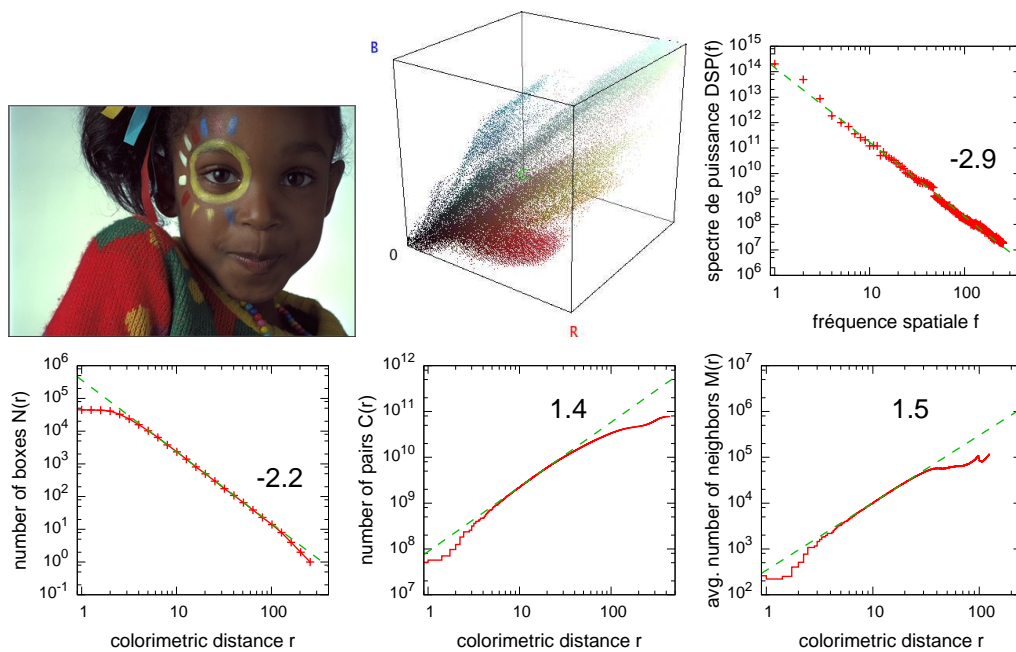 B
0
R
spectre de puissance DSP(f)
10^15
10^14
10^13
10^12
10^11
10^10
10^9
10^8
10^7
10^6
-2.9
1 10 100
fréquence spatiale f
number of boxes N(r)
10^6
10^5
10^4
10^3
10^2
10^1
10^0
10^-1
-2.2
1 10 100
colorimetric distance r
number of pairs C(r)
10^12
10^11
10^10
10^9
10^8
10^7
1.4
1 10 100
colorimetric distance r
avg. number of neighbors M(r)
10^7
10^6
10^5
10^4
10^3
10^2
1.5
1 10 100
colorimetric distance r